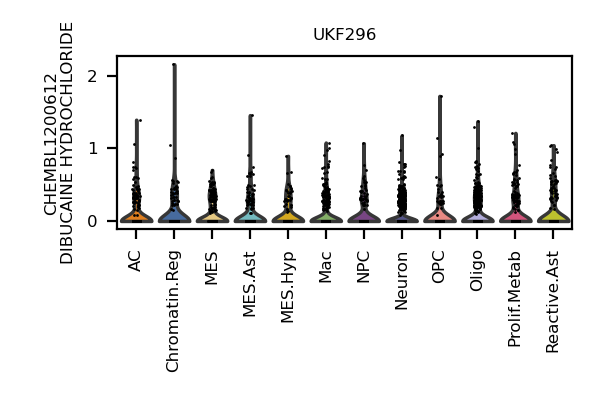 UKF296
CHEMBL1200612
DIBUCAINE HYDROCHLORIDE
2
1
0
AC
Chromatin.Reg
MES
MES.Ast
MES.Hyp
Mac
NPC
Neuron
OPC
Oligo
Prolif.Metab
Reactive.Ast